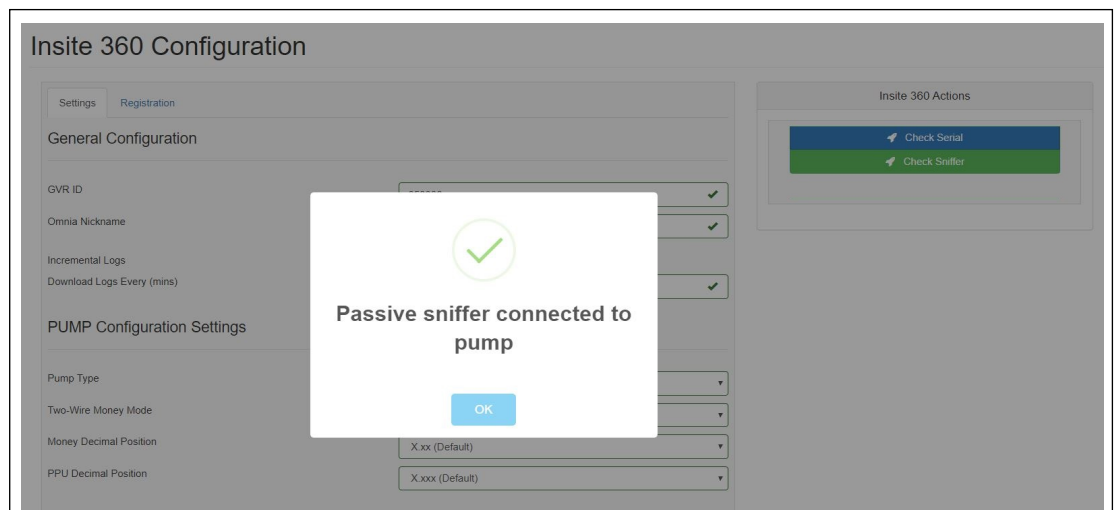 Insite 360 Configuration
Settings Registration
General Configuration
GVR ID
Omnia Nickname
Incremental Logs
Download Logs Every (mins)
PUMP Configuration Settings
Pump Type
Two-Wire Money Mode
Money Decimal Position
X.xx (Default)
PPU Decimal Position
X.xxx (Default)
Passive sniffer connected to
pump
OK
Insite 360 Actions
Check Serial
Check Sniffer